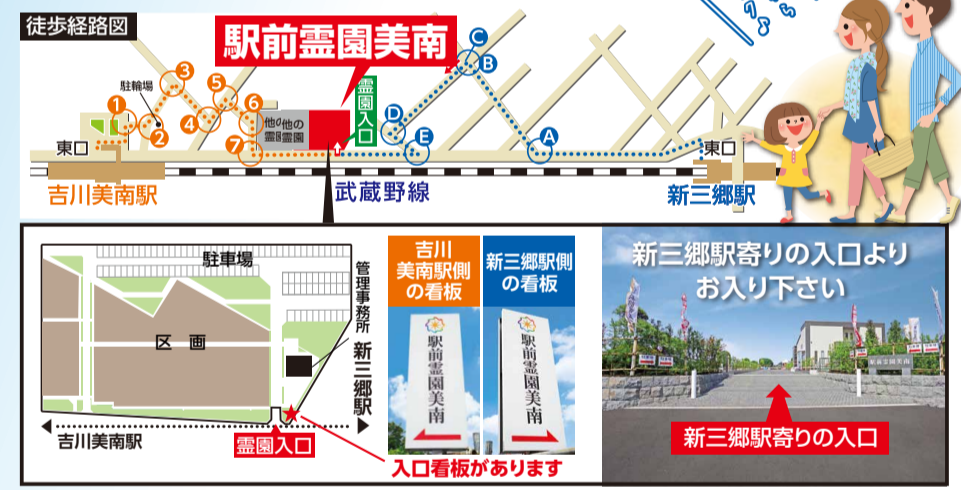 徒歩経路図
駅前霊園美南
霊園入口
駐輪場
1
2
3
4
5
6
7
他の霊園
他の霊園
A
B
C
D
E
東口
東口
吉川美南駅
武蔵野線
新三郷駅
駐車場
区画
管理事務所
新三郷駅
吉川美南駅
霊園入口
入口看板があります
吉川
美南駅側
の看板
新三郷駅側
の看板
駅前霊園美南
駅前霊園美南
新三郷駅寄りの入口より
お入り下さい
駅前霊園美南
新三郷駅寄りの入口